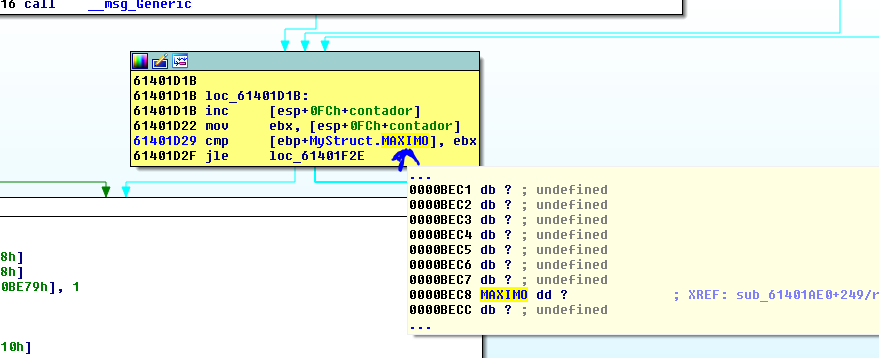 16 call    __msg_Generic
61401D1B
61401D1B loc_61401D1B:
61401D1B inc     [esp+0FCh+contador]
61401D22 mov     ebx, [esp+0FCh+contador]
61401D29 cmp     [ebp+MyStruct.MAXIMO], ebx
61401D2F jle     loc_61401F2E
...
0000BEC1 db ? ; undefined
0000BEC2 db ? ; undefined
0000BEC3 db ? ; undefined
0000BEC4 db ? ; undefined
0000BEC5 db ? ; undefined
0000BEC6 db ? ; undefined
0000BEC7 db ? ; undefined
0000BEC8 MAXIMO dd ?             ; XREF: sub_61401AE0+249/r
0000BECC db ? ; undefined
...
8h]
8h]
0BE79h], 1
10h]